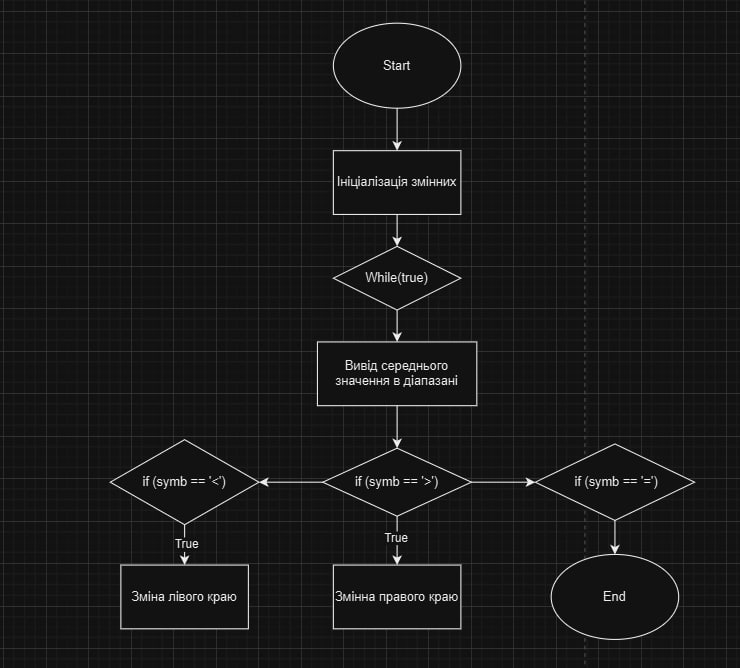 Start
Ініціалізація змінних
While(true)
Вивід середнього
значення в діапазані
if (symb == '<')
if (symb == '>')
if (symb == '=')
True
True
Зміна лівого краю
Змінна правого краю
End